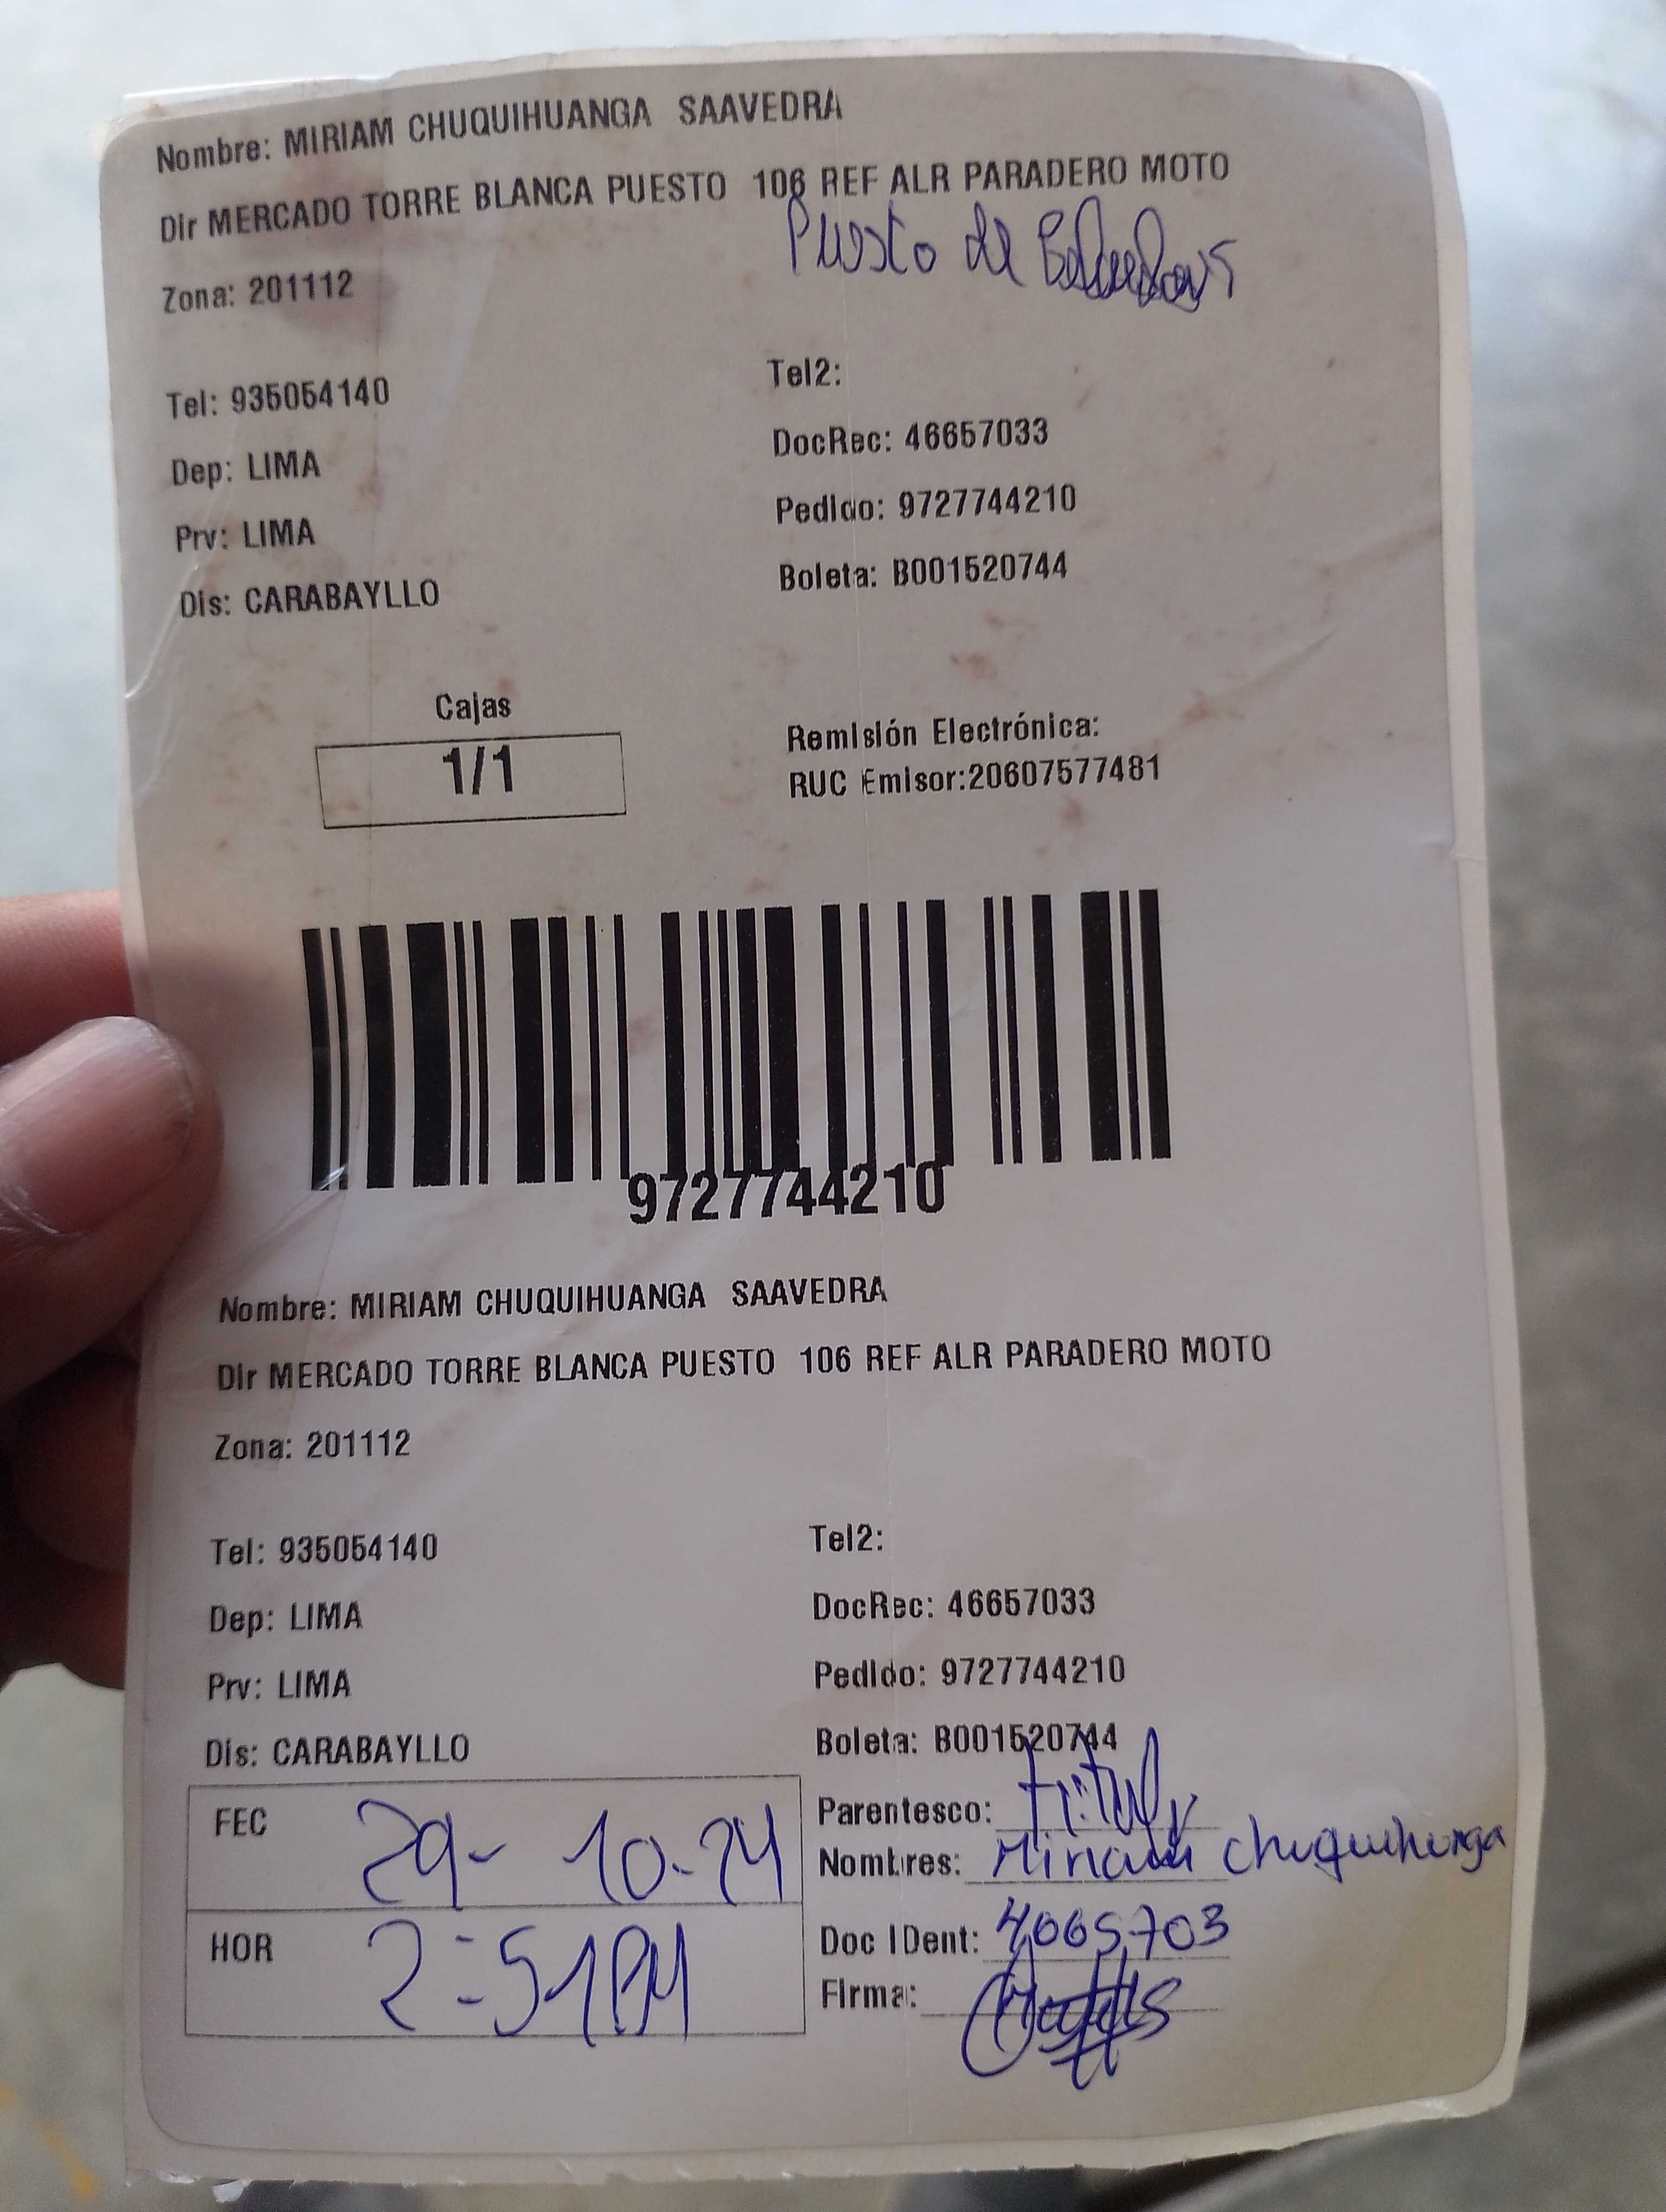 Nombre: MIRIAM CHUQUIHUANGA SAAVEDRA
Dir MERCADO TORRE BLANCA PUESTO 106 REF ALR PARADERO MOTO
Puesto de
Zona: 201112
Tel: 935054140 Tel2:
Dep: LIMA DocRec: 46657033
Prv: LIMA Pedido: 9727744210
Dis: CARABAYLLO Boleta: B001520744
Cajas
1/1
Remisión Electrónica:
RUC Emisor:20607577481
9727744210
Nombre: MIRIAM CHUQUIHUANGA SAAVEDRA
Dir MERCADO TORRE BLANCA PUESTO 106 REF ALR PARADERO MOTO
Zona: 201112
Tel: 935054140 Tel2:
Dep: LIMA DocRec: 46657033
Prv: LIMA Pedido: 9727744210
Dis: CARABAYLLO Boleta: B001520744
FEC 29-10-24
HOR 2:51PM
Parentesco:
Nombres: Miriam
Doc IDent: 4665703
Firma: